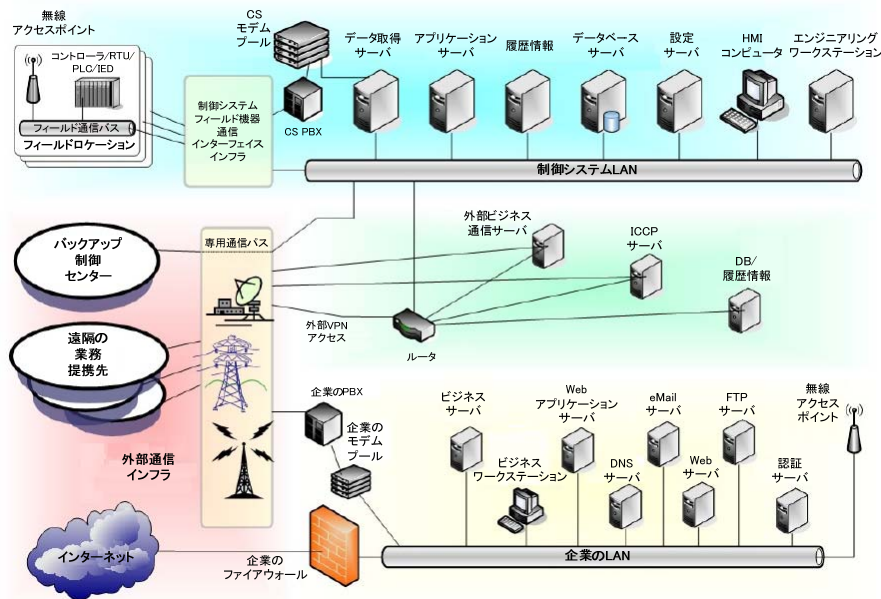 無線
アクセスポイント
コントローラ/RTU/
PLC/IED
フィールド通信バス
フィールドロケーション
制御システム
フィールド機器
通信
インターフェイス
インフラ
CS
モデム
プール
CS PBX
データ取得
サーバ
アプリケーション
サーバ
履歴情報
データベース
サーバ
設定
サーバ
HMI
コンピュータ
エンジニアリング
ワークステーション
制御システムLAN
バックアップ
制御
センター
専用通信パス
外部ビジネス
通信サーバ
ICCP
サーバ
DB/
履歴情報
外部VPN
アクセス
ルータ
遠隔の
業務
提携先
外部通信
インフラ
企業のPBX
企業の
モデム
プール
ビジネス
サーバ
ビジネス
ワークステーション
Web
アプリケーション
サーバ
DNS
サーバ
eMail
サーバ
Web
サーバ
FTP
サーバ
認証
サーバ
無線
アクセス
ポイント
インターネット
企業の
ファイアウォール
企業のLAN